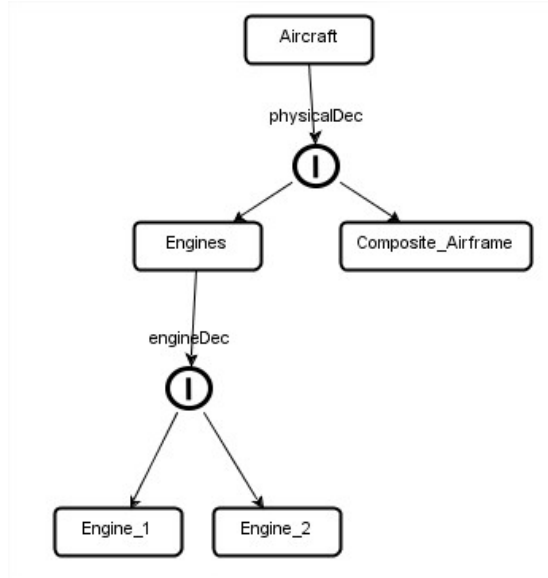 Aircraft
physicalDec
I
Engines
Composite_Airframe
engineDec
I
Engine_1
Engine_2